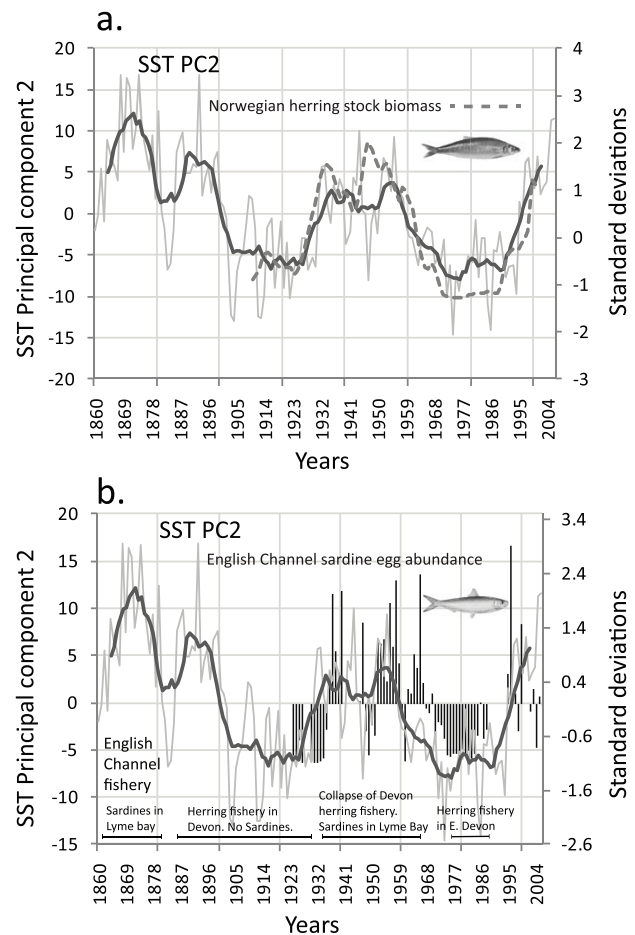 a.
SST PC2
Norwegian herring stock biomass
SST Principal component 2
20
15
10
5
0
-5
-10
-15
-20
4
3
2
1
0
-1
-2
-3
Standard deviations
1860
1869
1878
1887
1896
1905
1914
1923
1932
1941
1950
1959
1968
1977
1986
1995
2004
Years
b.
SST PC2
English Channel sardine egg abundance
SST Principal component 2
20
15
10
5
0
-5
-10
-15
3.4
2.4
1.4
0.4
-0.6
-1.6
-2.6
Standard deviations
English
Channel
fishery
Sardines in
Lyme bay
Herring fishery in
Devon. No Sardines.
Collapse of Devon
herring fishery.
Sardines in Lyme Bay
Herring fishery
in E. Devon
1860
1869
1878
1887
1896
1905
1914
1923
1932
1941
1950
1959
1968
1977
1986
1995
2004
Years